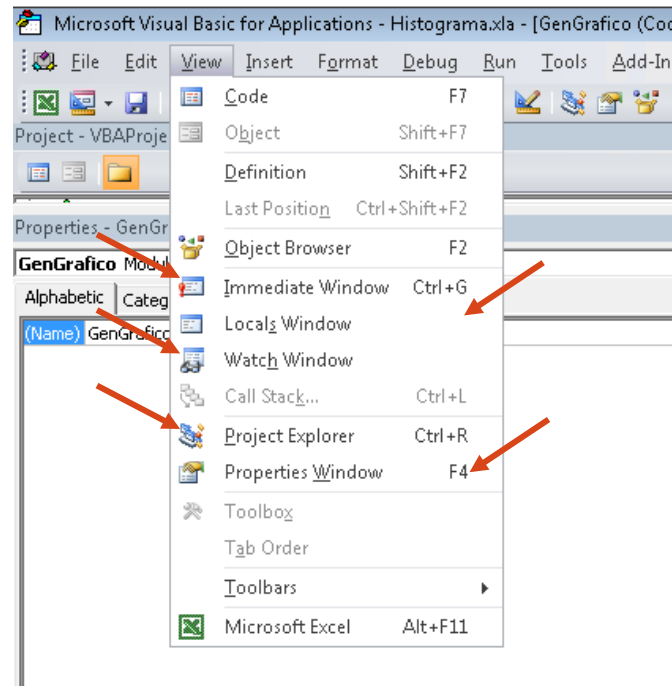 Microsoft Visual Basic for Applications - Histograma.xla - [GenGrafico (Coc
File Edit View Insert Format Debug Run Tools Add-In
Project - VBAProje
Properties - GenGr
GenGrafico Modul
Alphabetic Categ
(Name) GenGrafico
Code F7
Object Shift+F7
Definition Shift+F2
Last Position Ctrl+Shift+F2
Object Browser F2
Immediate Window Ctrl+G
Locals Window
Watch Window
Call Stack... Ctrl+L
Project Explorer Ctrl+R
Properties Window F4
Toolbox
Tab Order
Toolbars
Microsoft Excel Alt+F11